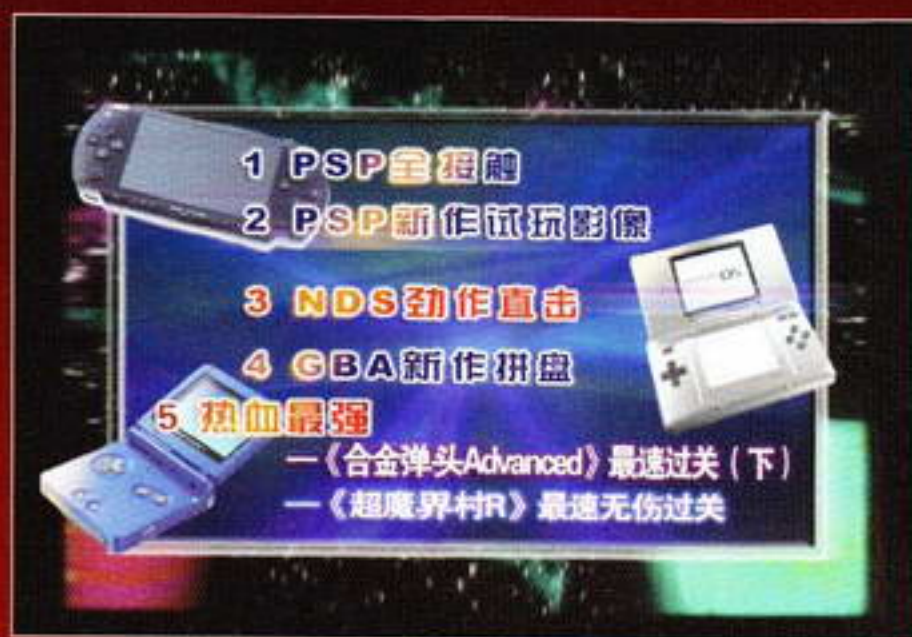 1 PSP全接触
2 PSP新作试玩影像
3 NDS劲作直击
4 GBA新作拼盘
5 热血最强
—《合金弹头Advanced》最速过关（下）
—《超魔界村R》最速无伤过关